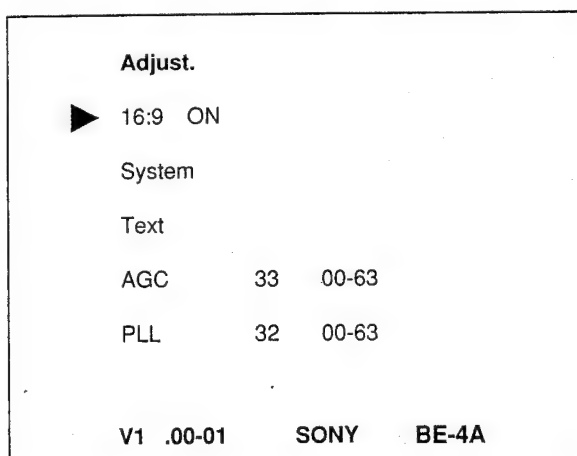 Adjust.
16:9 ON
System
Text
AGC 33 00-63
PLL 32 00-63
V1 .00-01 SONY BE-4A